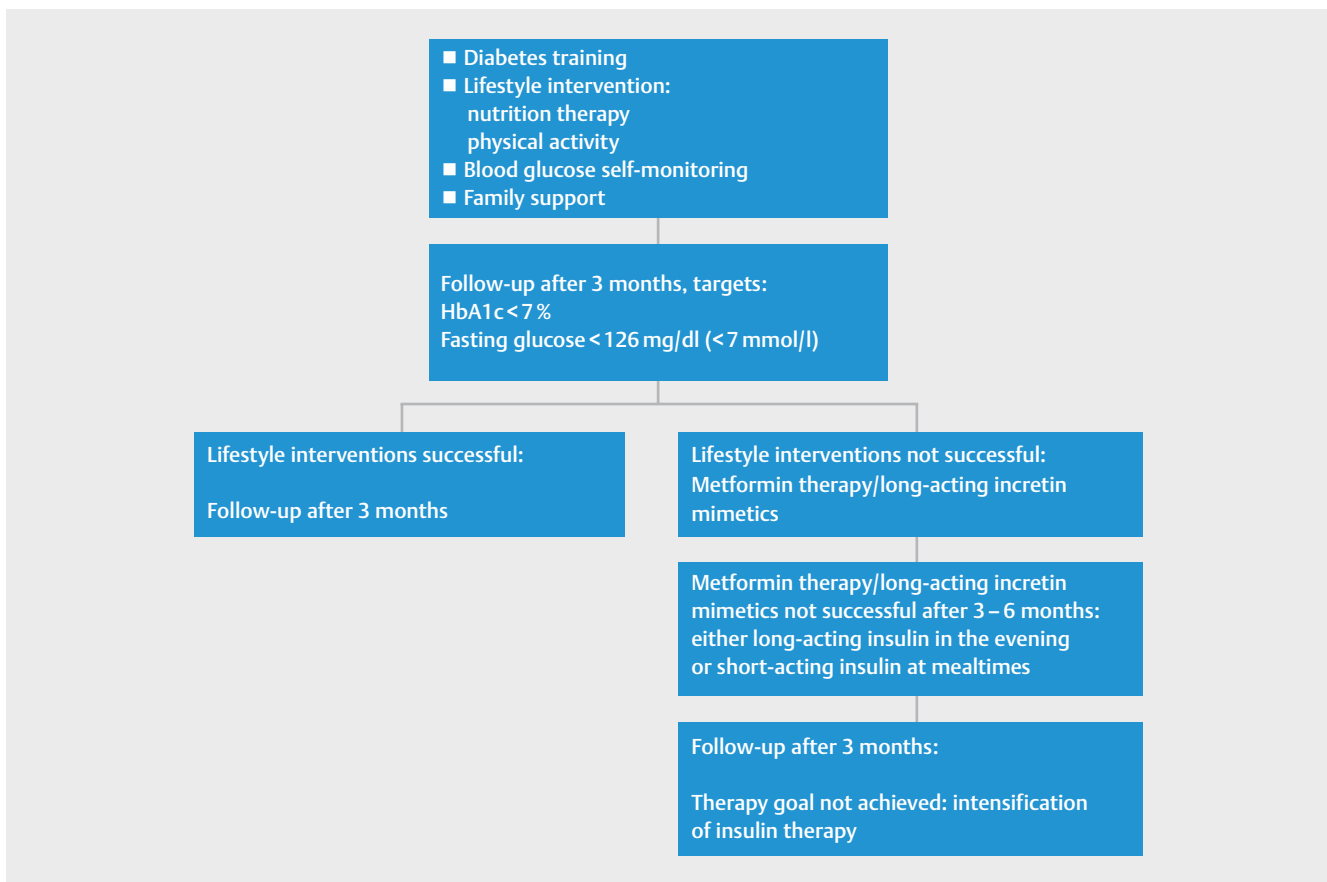 ■ Diabetes training
■ Lifestyle intervention:
nutrition therapy
physical activity
■ Blood glucose self-monitoring
■ Family support
Follow-up after 3 months, targets:
HbA1c < 7 %
Fasting glucose < 126 mg/dl (< 7 mmol/l)
Lifestyle interventions successful:
Follow-up after 3 months
Lifestyle interventions not successful:
Metformin therapy/long-acting incretin
mimetics
Metformin therapy/long-acting incretin
mimetics not successful after 3 – 6 months:
either long-acting insulin in the evening
or short-acting insulin at mealtimes
Follow-up after 3 months:
Therapy goal not achieved: intensification
of insulin therapy